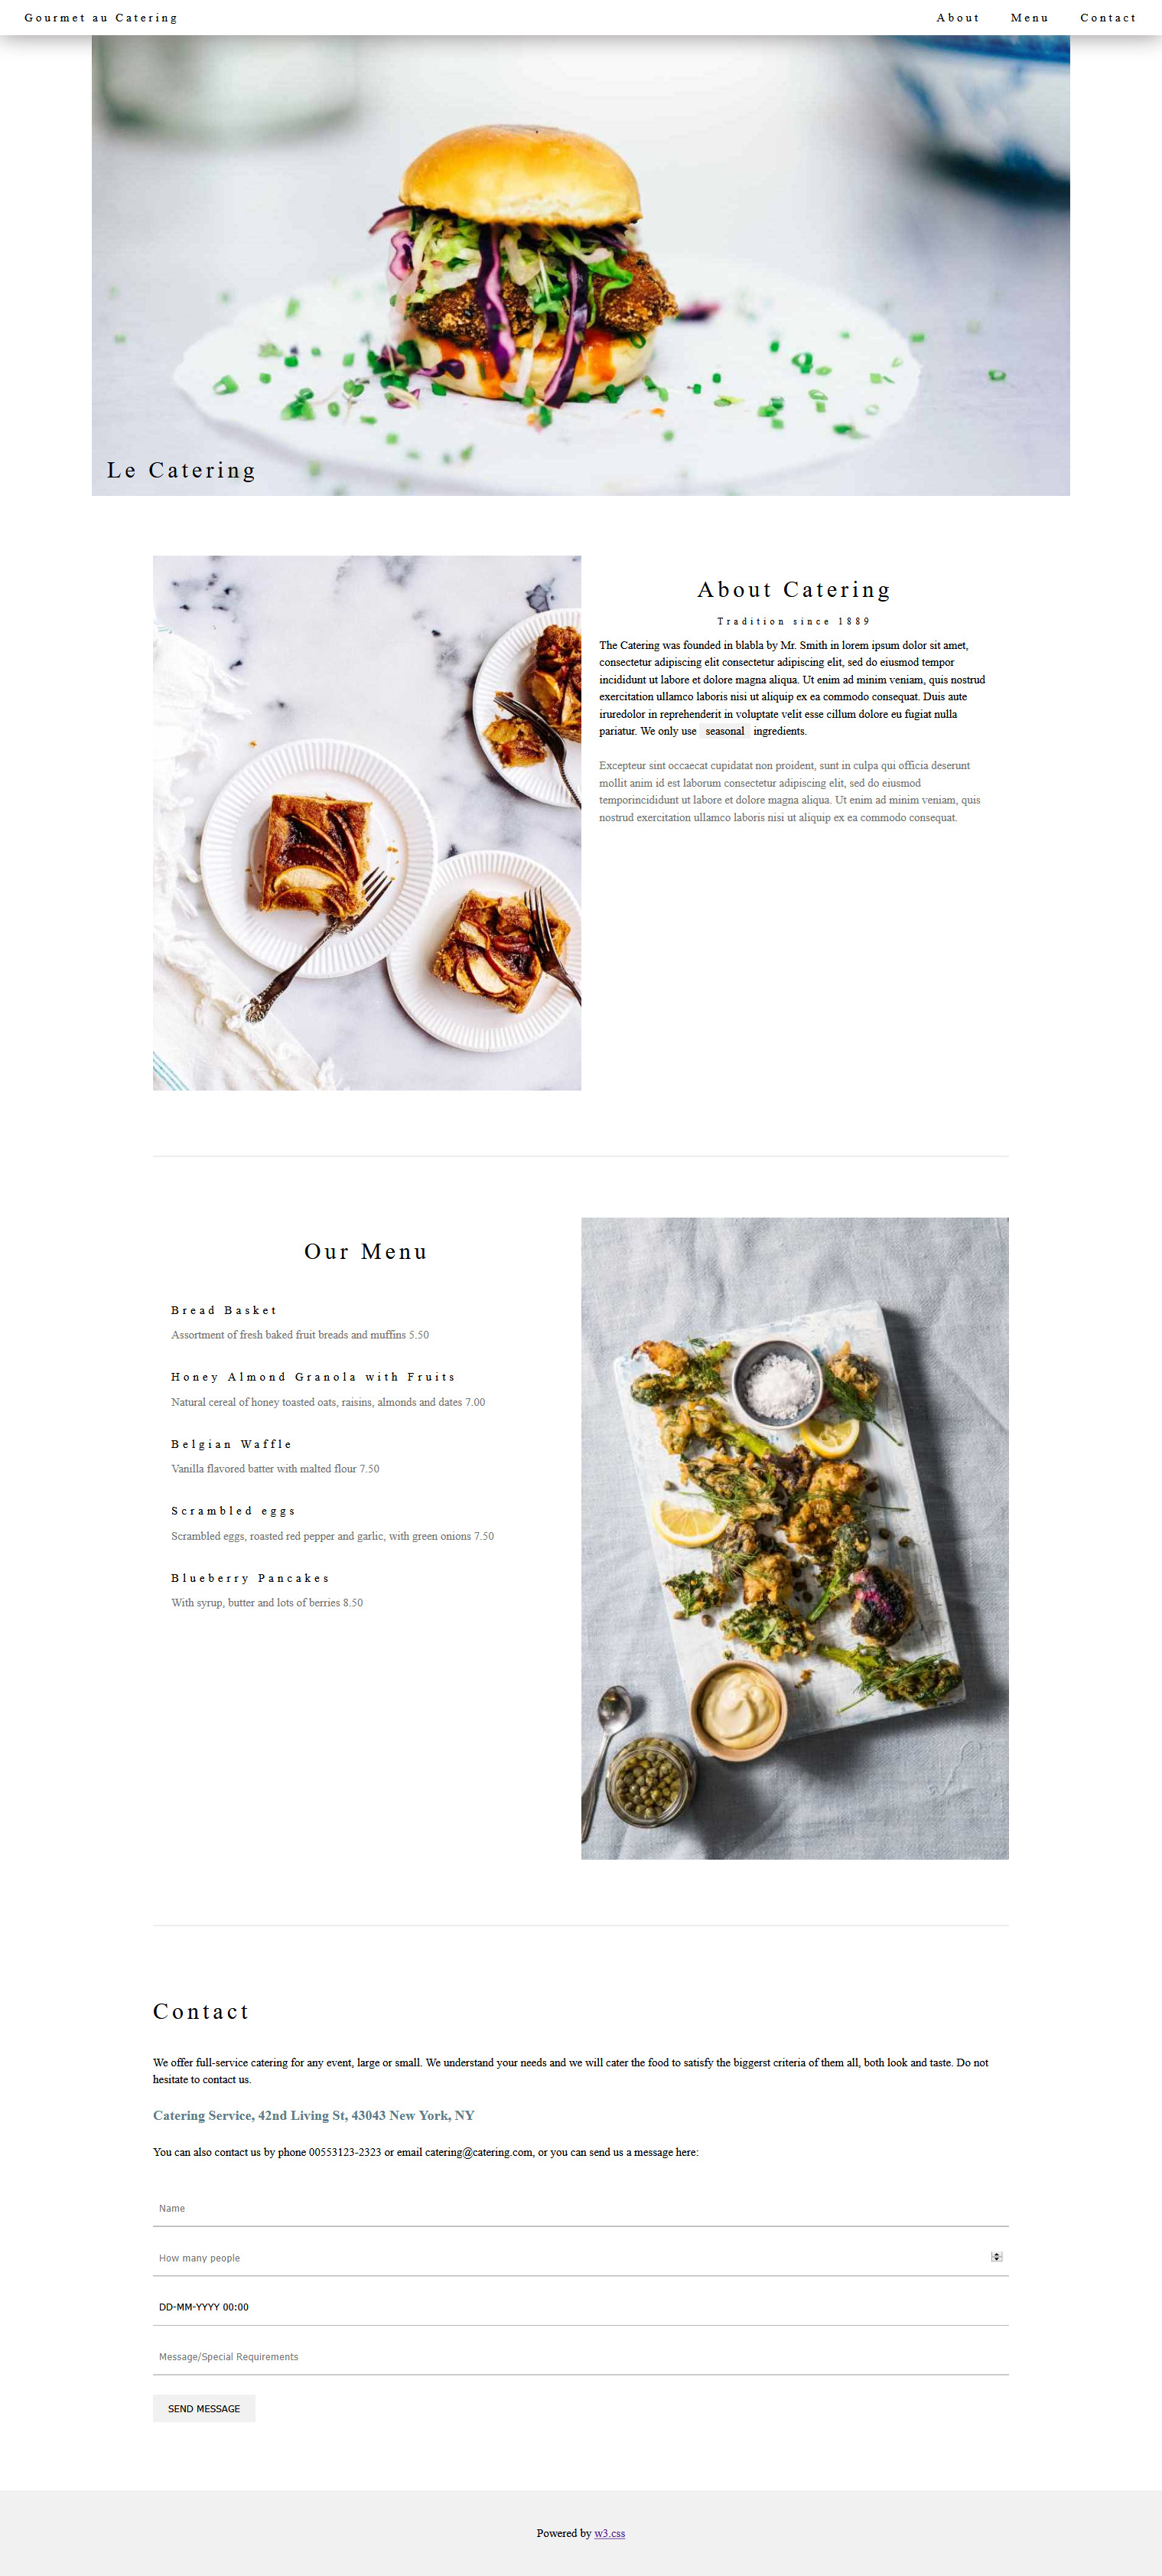 Gourmet au Catering
About Menu Contact
Le Catering
About Catering
Tradition since 1889
The Catering was founded in blabla by Mr. Smith in lorem ipsum dolor sit amet,
consectetur adipiscing elit consectetur adipiscing elit, sed do eiusmod tempor
incididunt ut labore et dolore magna aliqua. Ut enim ad minim veniam, quis nostrud
exercitation ullamco laboris nisi ut aliquip ex ea commodo consequat. Duis aute
iruredolor in reprehenderit in voluptate velit esse cillum dolore eu fugiat nulla
pariatur. We only use seasonal ingredients.
Excepteur sint occaecat cupidatat non proident, sunt in culpa qui officia deserunt
mollit anim id est laborum consectetur adipiscing elit, sed do eiusmod
temporincididunt ut labore et dolore magna aliqua. Ut enim ad minim veniam, quis
nostrud exercitation ullamco laboris nisi ut aliquip ex ea commodo consequat.
Our Menu
Bread Basket
Assortment of fresh baked fruit breads and muffins 5.50
Honey Almond Granola with Fruits
Natural cereal of honey toasted oats, raisins, almonds and dates 7.00
Belgian Waffle
Vanilla flavored batter with malted flour 7.50
Scrambled eggs
Scrambled eggs, roasted red pepper and garlic, with green onions 7.50
Blueberry Pancakes
With syrup, butter and lots of berries 8.50
Contact
We offer full-service catering for any event, large or small. We understand your needs and we will cater the food to satisfy the biggerst criteria of them all, both look and taste. Do not
hesitate to contact us.
Catering Service, 42nd Living St, 43043 New York, NY
You can also contact us by phone 00553123-2323 or email catering@catering.com, or you can send us a message here:
Name
How many people
DD-MM-YYYY 00:00
Message/Special Requirements
SEND MESSAGE
Powered by w3.css